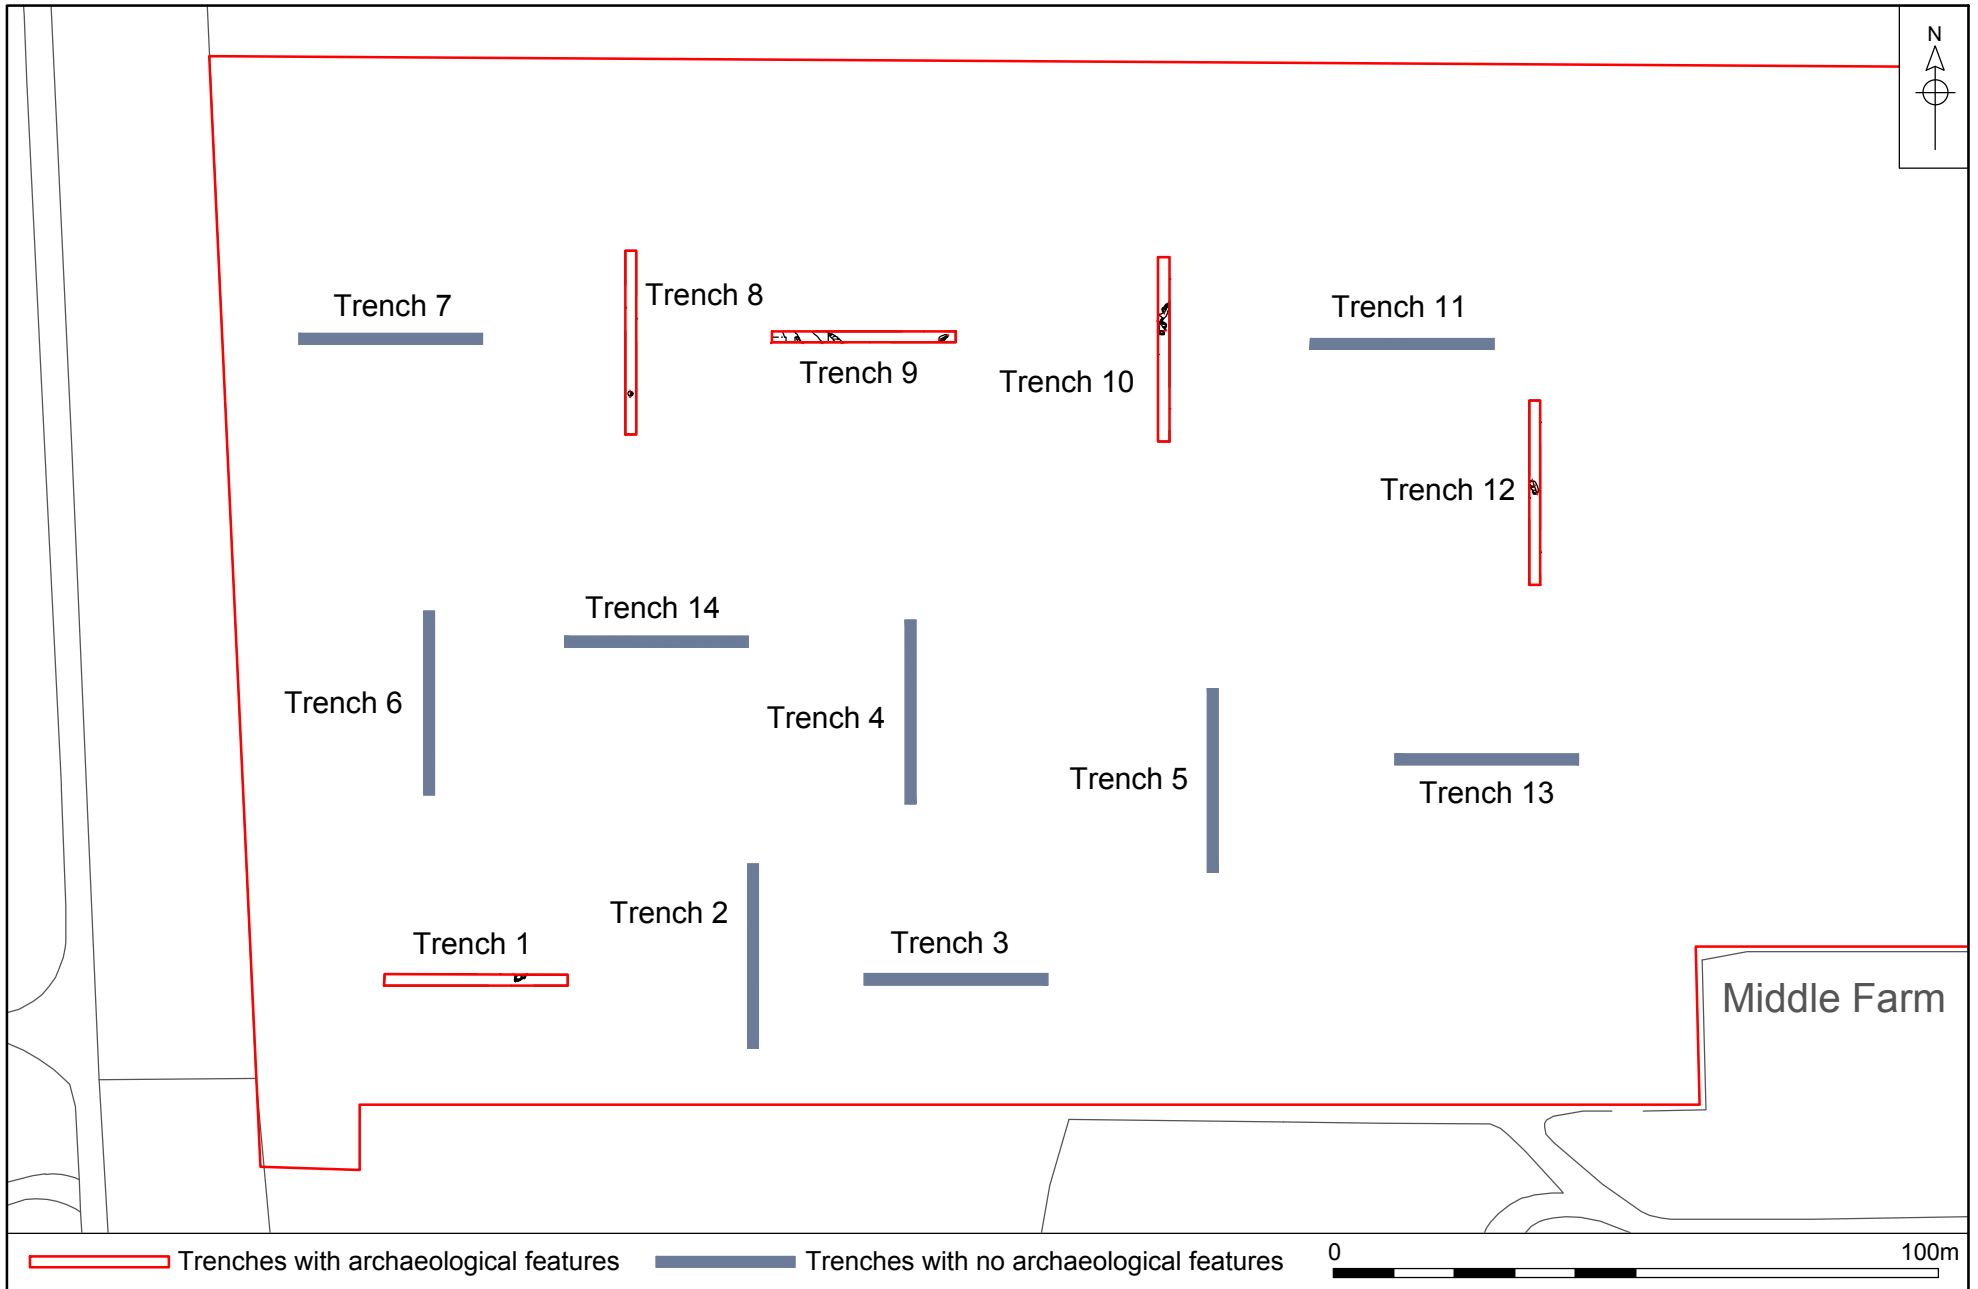 N
Trench 8
Trench 7
Trench 11
Trench 9
Trench 10
Trench 12
Trench 14
Trench 6
Trench 4
Trench 5
Trench 13
Trench 2
Trench 1
Trench 3
Middle Farm
Trenches with archaeological features
Trenches with no archaeological features
0
100m